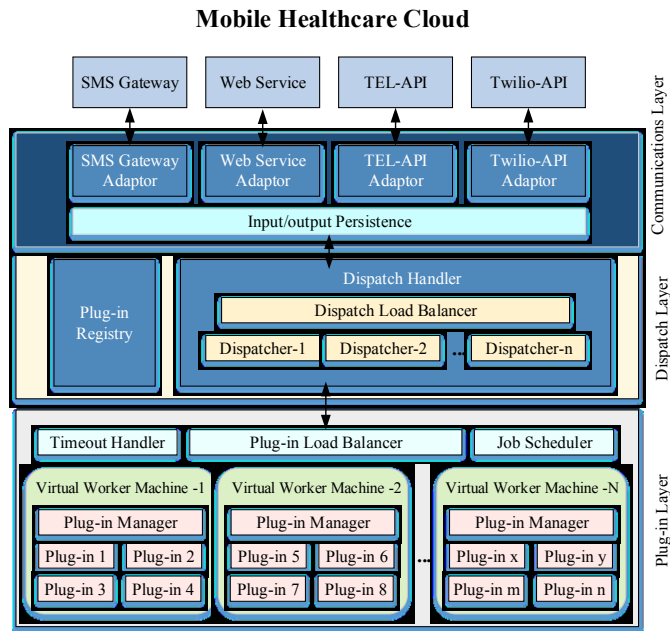 Mobile Healthcare Cloud
SMS Gateway
Web Service
TEL-API
Twilio-API
SMS Gateway
Adaptor
Web Service
Adaptor
TEL-API
Adaptor
Twilio-API
Adaptor
Input/output Persistence
Communications Layer
Plug-in
Registry
Dispatch Handler
Dispatch Load Balancer
Dispatcher-1
Dispatcher-2
...
Dispatcher-n
Dispatch Layer
Timeout Handler
Plug-in Load Balancer
Job Scheduler
Virtual Worker Machine -1
Plug-in Manager
Plug-in 1
Plug-in 2
Plug-in 3
Plug-in 4
Virtual Worker Machine -2
Plug-in Manager
Plug-in 5
Plug-in 6
Plug-in 7
Plug-in 8
...
Virtual Worker Machine -N
Plug-in Manager
Plug-in x
Plug-in y
Plug-in m
Plug-in n
Plug-in Layer